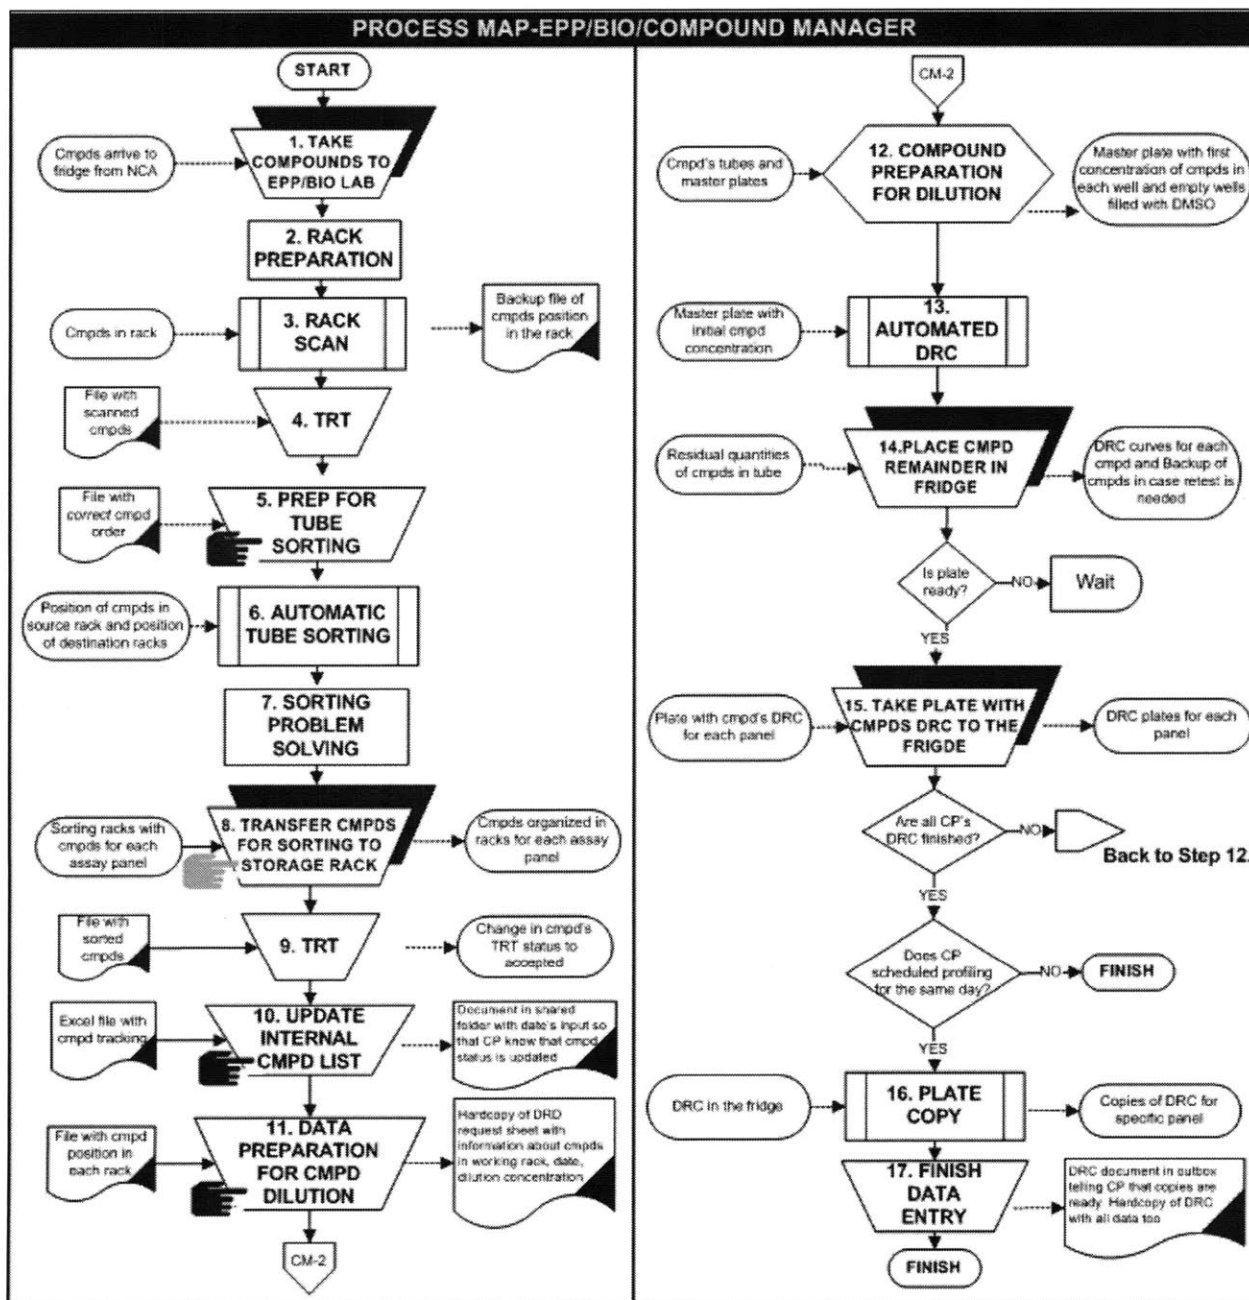 PROCESS MAP-EPP/BIO/COMPOUND MANAGER
START
Cmpds arrive to
fridge from NCA
1. TAKE
COMPOUNDS TO
EPP/BIO LAB
2. RACK
PREPARATION
Cmpds in rack
3. RACK
SCAN
Backup file of
cmpds position
in the rack
File with
scanned
cmpds
4. TRT
File with
correct cmpd
order
5. PREP FOR
TUBE
SORTING
Position of cmpds in
source rack and position
of destination racks
6. AUTOMATIC
TUBE SORTING
7. SORTING
PROBLEM
SOLVING
Sorting racks with
cmpds for each
assay panel
8. TRANSFER CMPDS
FOR SORTING TO
STORAGE RACK
Cmpds organized in
racks for each assay
panel
File with
sorted
cmpds
9. TRT
Change in cmpd's
TRT status to
accepted
Excel file with
cmpd tracking
10. UPDATE
INTERNAL
CMPD LIST
Document in shared
folder with date's input so
that CP know that cmpd
status is updated
File with cmpd
position in
each rack
11. DATA
PREPARATION
FOR CMPD
DILUTION
Hardcopy of DRD
request sheet with
information about cmpds
in working rack, date,
dilution concentration
CM-2
CM-2
Cmpd's tubes and
master plates
12. COMPOUND
PREPARATION
FOR DILUTION
Master plate with first
concentration of cmpds in
each well and empty wells
filled with DMSO
Master plate with
initial cmpd
concentration
13.
AUTOMATED
DRC
Residual quantities
of cmpds in tube
14.PLACE CMPD
REMAINDER IN
FRIDGE
DRC curves for each
cmpd and Backup of
cmpds in case retest is
needed
Is plate
ready?
NO
Wait
YES
Plate with cmpd's DRC
for each panel
15. TAKE PLATE WITH
CMPDS DRC TO THE
FRIGDE
DRC plates for each
panel
Are all CP's
DRC finished?
NO
Back to Step 12.
YES
Does CP
scheduled profiling
for the same day?
NO
FINISH
YES
DRC in the fridge
16. PLATE
COPY
Copies of DRC for
specific panel
17. FINISH
DATA
ENTRY
DRC document in outbox
telling CP that copies are
ready. Hardcopy of DRC
with all data too
FINISH